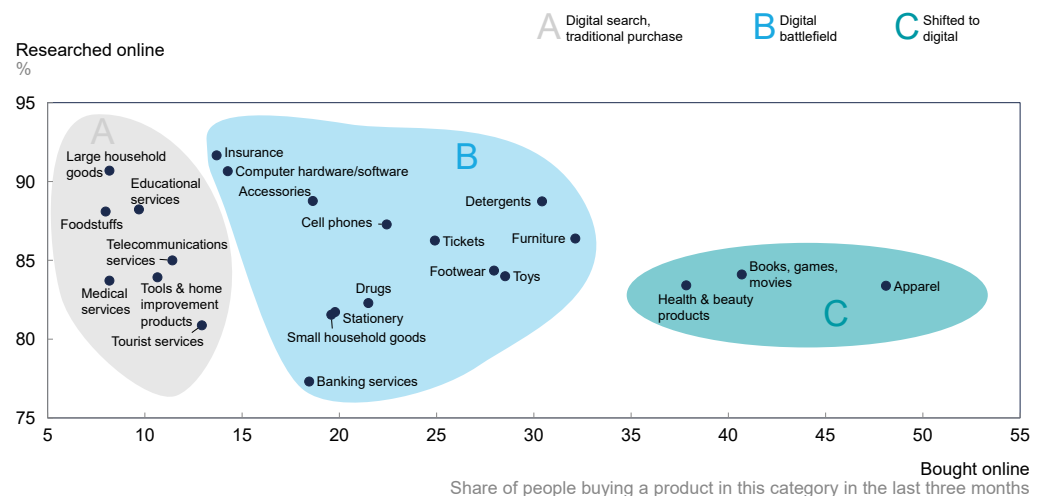 A Digital search,
traditional purchase
B Digital
battlefield
C Shifted to
digital
Researched online
%
95
90
85
80
75
A
Large household
goods
Educational
services
Foodstuffs
Telecommunications
services
Medical
services
Tools & home
improvement
products
Tourist services
B
Insurance
Computer hardware/software
Accessories
Cell phones
Detergents
Tickets
Furniture
Footwear
Toys
Drugs
Stationery
Small household goods
Banking services
Books, games,
movies
Health & beauty
products
Apparel
C
5 10 15 20 25 30 35 40 45 50 55
Bought online
Share of people buying a product in this category in the last three months